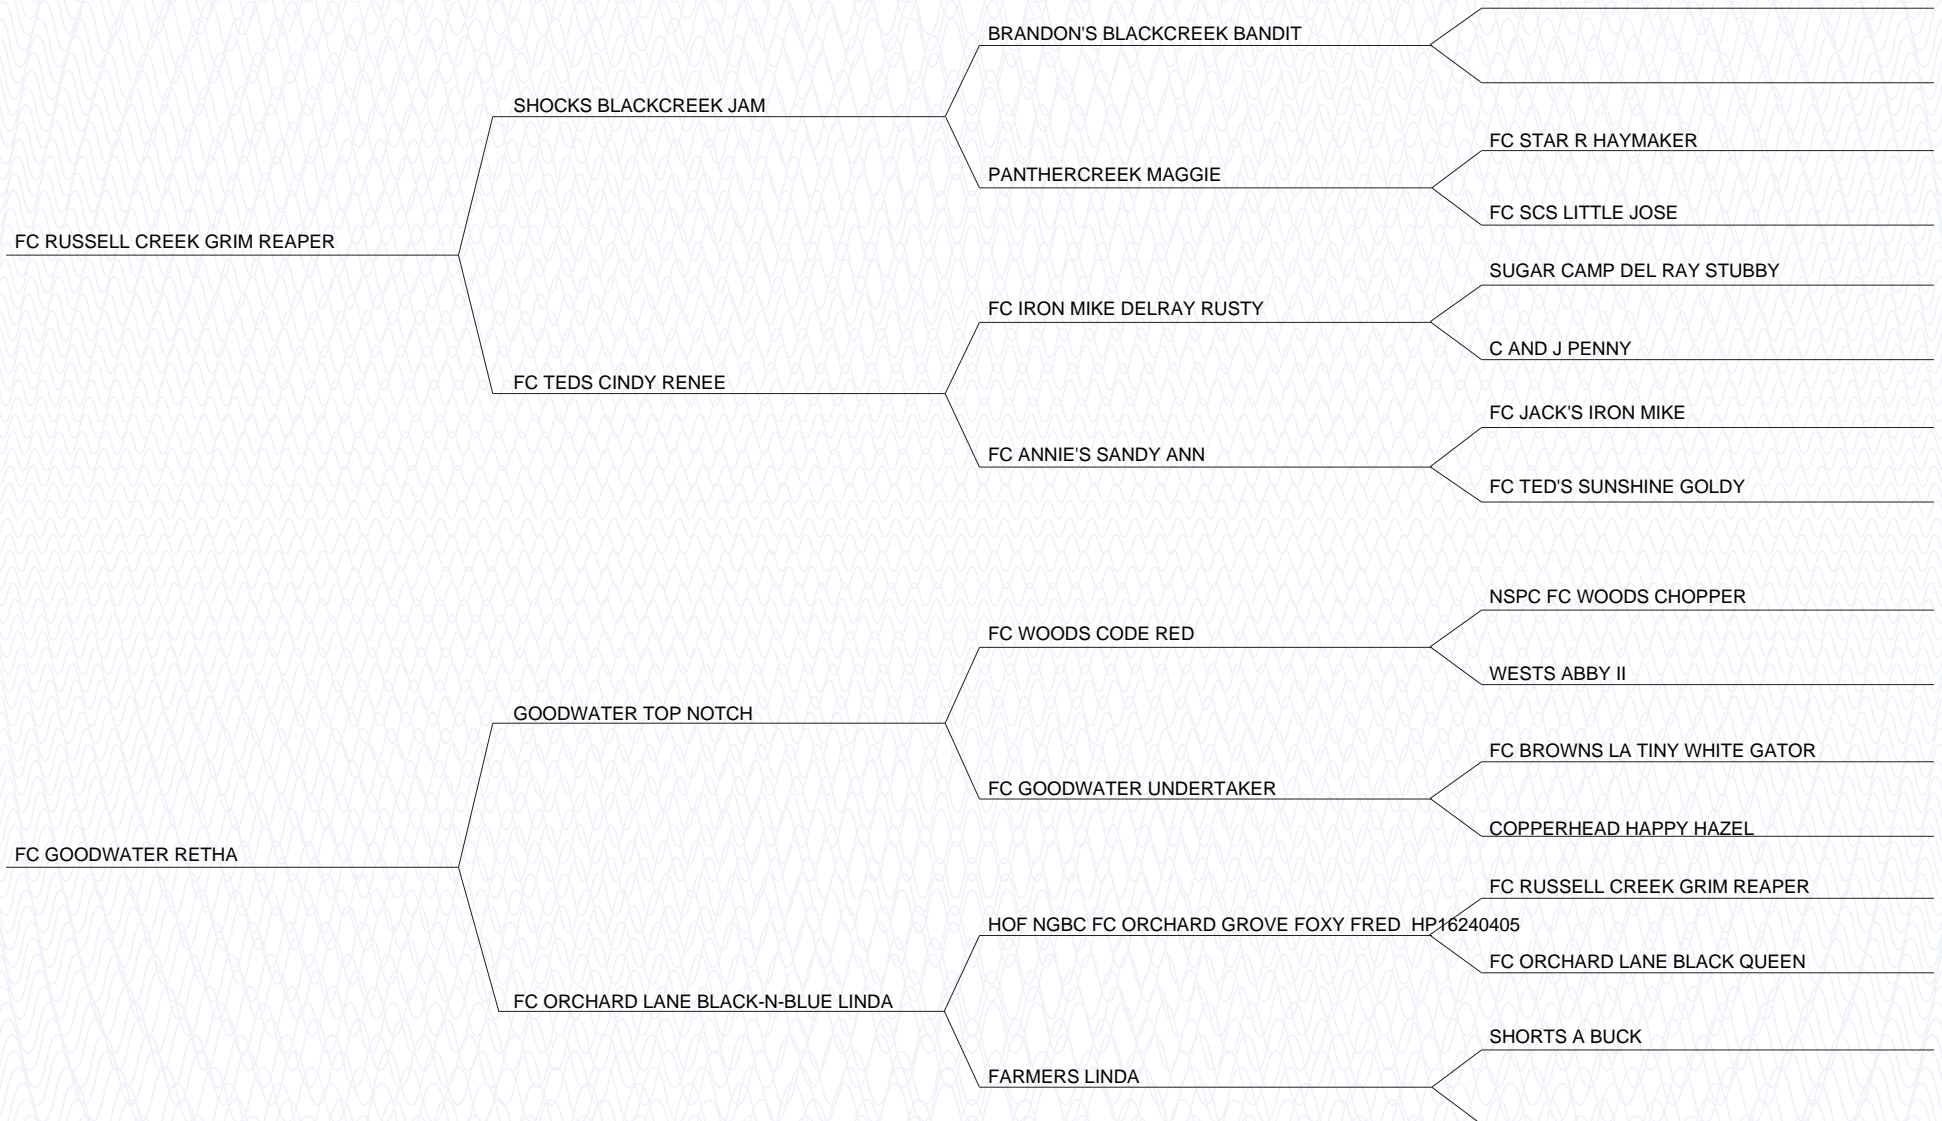 BRANDON'S BLACKCREEK BANDIT
SHOCKS BLACKCREEK JAM
FC STAR R HAYMAKER
PANTHERCREEK MAGGIE
FC SCS LITTLE JOSE
FC RUSSELL CREEK GRIM REAPER
SUGAR CAMP DEL RAY STUBBY
FC IRON MIKE DELRAY RUSTY
C AND J PENNY
FC TEDS CINDY RENEE
FC JACK'S IRON MIKE
FC ANNIE'S SANDY ANN
FC TED'S SUNSHINE GOLDY
NSPC FC WOODS CHOPPER
FC WOODS CODE RED
WESTS ABBY II
GOODWATER TOP NOTCH
FC BROWNS LA TINY WHITE GATOR
FC GOODWATER UNDERTAKER
COPPERHEAD HAPPY HAZEL
FC GOODWATER RETHA
FC RUSSELL CREEK GRIM REAPER
HOF NGBC FC ORCHARD GROVE FOXY FRED  HP16240405
FC ORCHARD LANE BLACK QUEEN
FC ORCHARD LANE BLACK-N-BLUE LINDA
SHORTS A BUCK
FARMERS LINDA